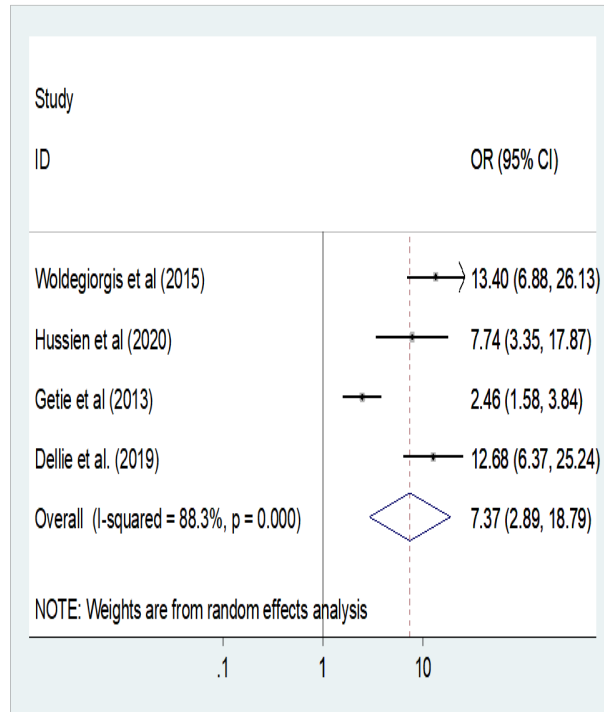 Study
ID OR (95% CI)
Woldegiorgis et al (2015) 13.40 (6.88, 26.13)
Hussien et al (2020) 7.74 (3.35, 17.87)
Getie et al (2013) 2.46 (1.58, 3.84)
Dellie et al. (2019) 12.68 (6.37, 25.24)
Overall (I-squared = 88.3%, p = 0.000) 7.37 (2.89, 18.79)
NOTE: Weights are from random effects analysis
.1 1 10